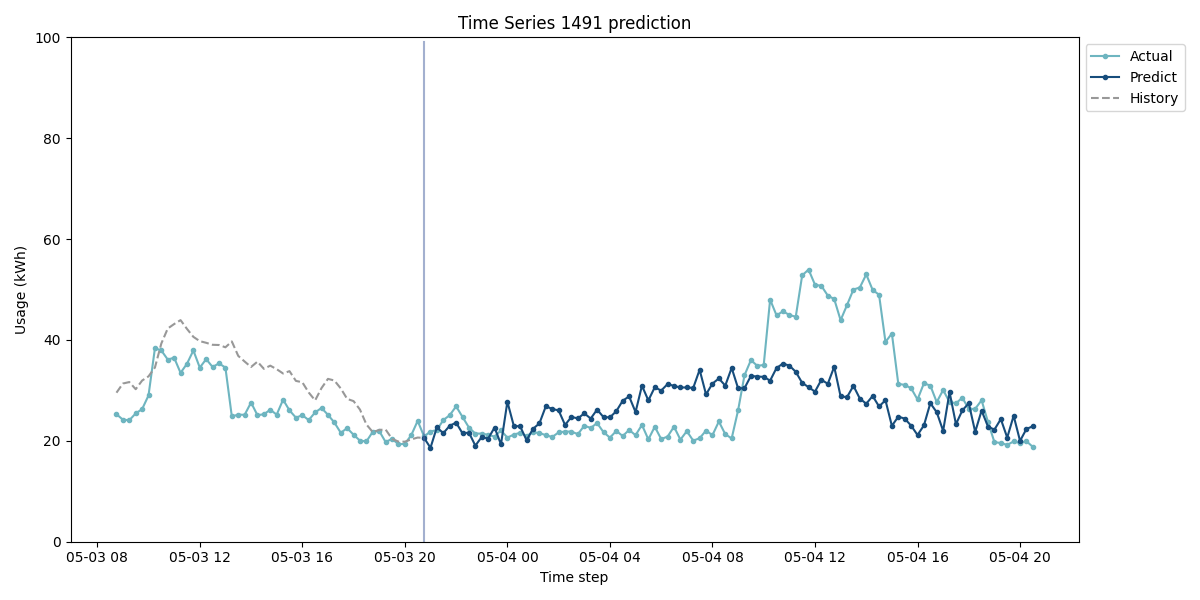 Time Series 1491 prediction
Actual
Predict
History
Usage (kWh)
100
80
60
40
20
0
05-03 08
05-03 12
05-03 16
05-03 20
05-04 00
05-04 04
05-04 08
05-04 12
05-04 16
05-04 20
Time step